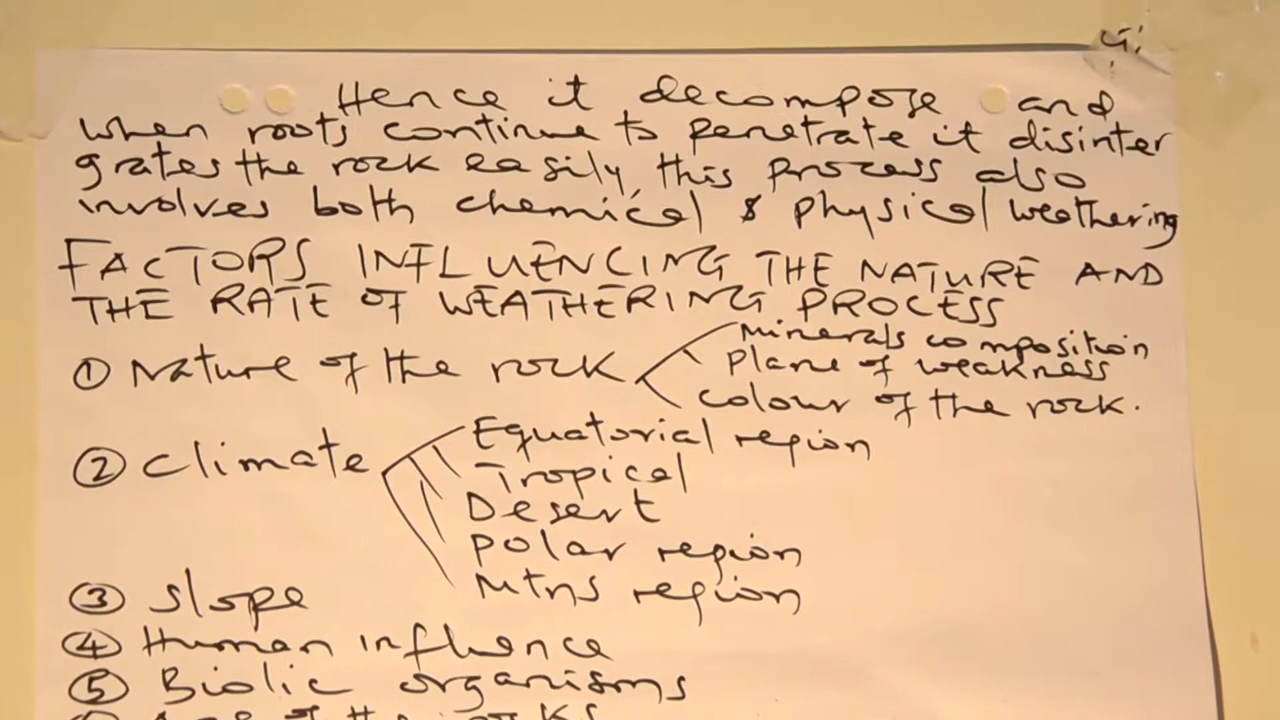 Hence it decompose and
when roots continue to penetrate it disinter
grates the rock easily, this process also
involves both chemical & physical weathering
FACTORS INFLUENCING THE NATURE AND
THE RATE OF WEATHERING PROCESS
① Nature of the rock
Minerals composition
Plane of weakness
colour of the rock.
② Climate
Equatorial region
Tropical
Desert
polar region
Mtns region
③ Slope
④ Human influence
⑤ Biolic organisms